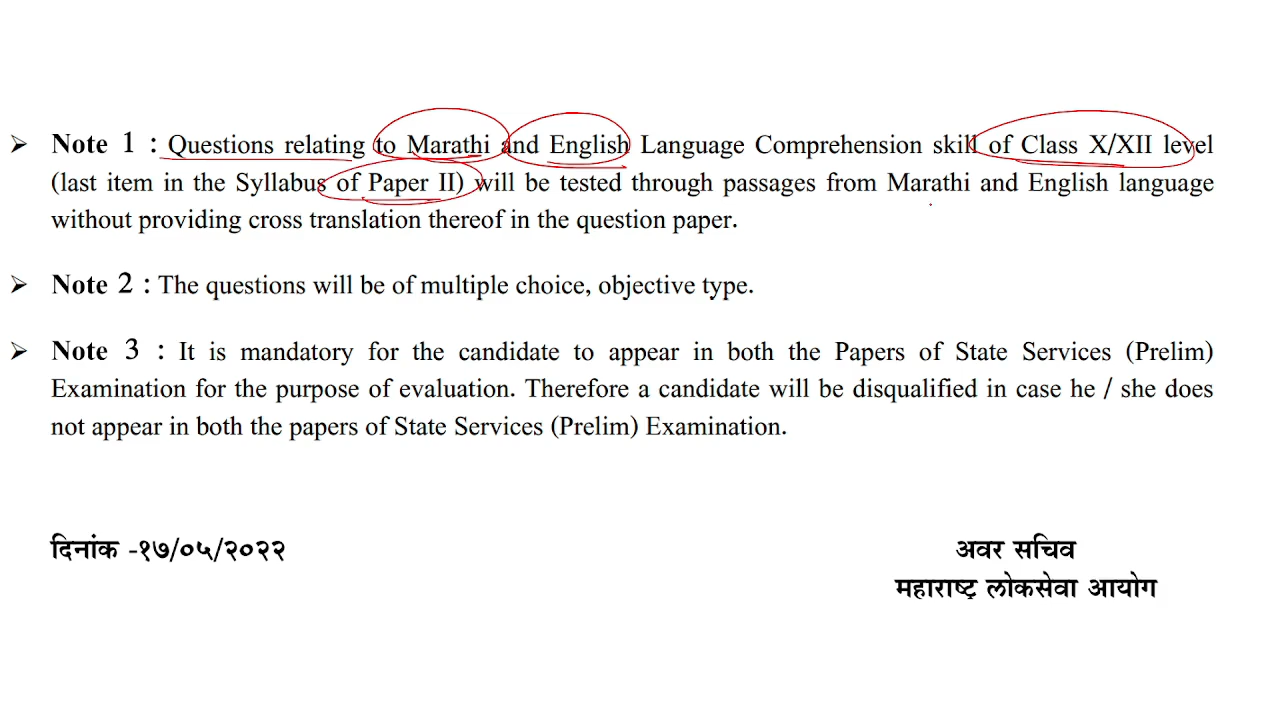 ➢ Note 1 : Questions relating to Marathi and English Language Comprehension skill of Class X/XII level
(last item in the Syllabus of Paper II) will be tested through passages from Marathi and English language
without providing cross translation thereof in the question paper.
➢ Note 2 : The questions will be of multiple choice, objective type.
➢ Note 3 : It is mandatory for the candidate to appear in both the Papers of State Services (Prelim)
Examination for the purpose of evaluation. Therefore a candidate will be disqualified in case he / she does
not appear in both the papers of State Services (Prelim) Examination.
दिनांक -१७/०५/२०२२
अवर सचिव
महाराष्ट्र लोकसेवा आयोग